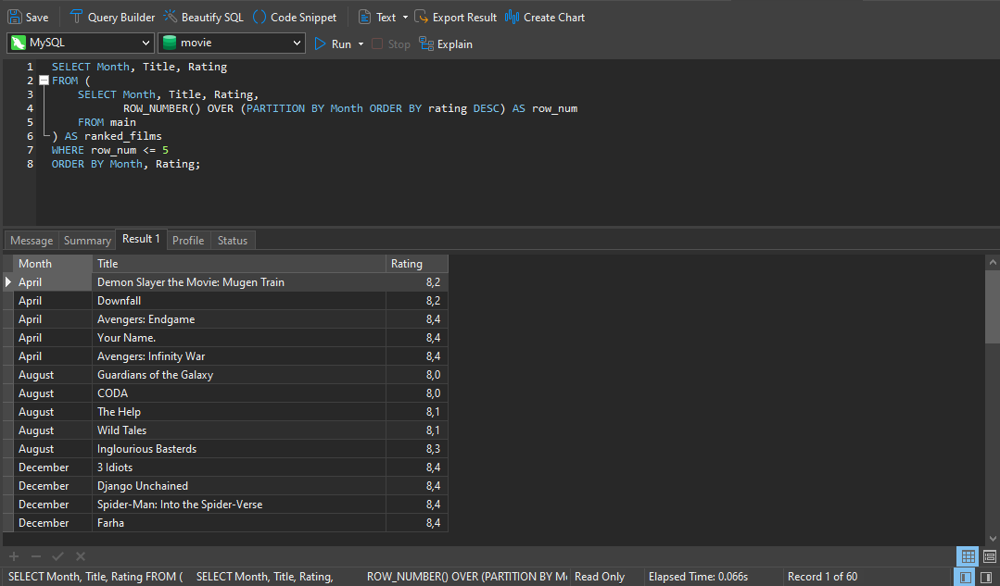 Save Query Builder Beautify SQL () Code Snippet Text Export Result Create Chart
MySQL movie Run Stop Explain
1 SELECT Month, Title, Rating
2 FROM (
3 SELECT Month, Title, Rating,
4 ROW_NUMBER() OVER (PARTITION BY Month ORDER BY rating DESC) AS row_num
5 FROM main
6 ) AS ranked_films
7 WHERE row_num <= 5
8 ORDER BY Month, Rating;
Message Summary Result 1 Profile Status
Month Title Rating
April Demon Slayer the Movie: Mugen Train 8,2
April Downfall 8,2
April Avengers: Endgame 8,4
April Your Name. 8,4
April Avengers: Infinity War 8,4
August Guardians of the Galaxy 8,0
August CODA 8,0
August The Help 8,1
August Wild Tales 8,1
August Inglourious Basterds 8,3
December 3 Idiots 8,4
December Django Unchained 8,4
December Spider-Man: Into the Spider-Verse 8,4
December Farha 8,4
SELECT Month, Title, Rating FROM ( SELECT Month, Title, Rating, ROW_NUMBER() OVER (PARTITION BY Mo Read Only Elapsed Time: 0.066s Record 1 of 60